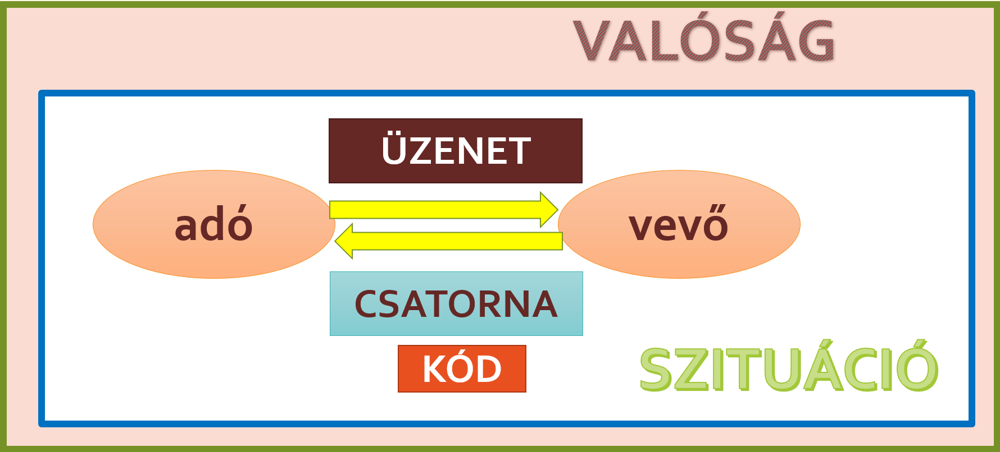 VALÓSÁG
ÜZENET
adó
vevő
CSATORNA
KÓD
SZITUÁCIÓ